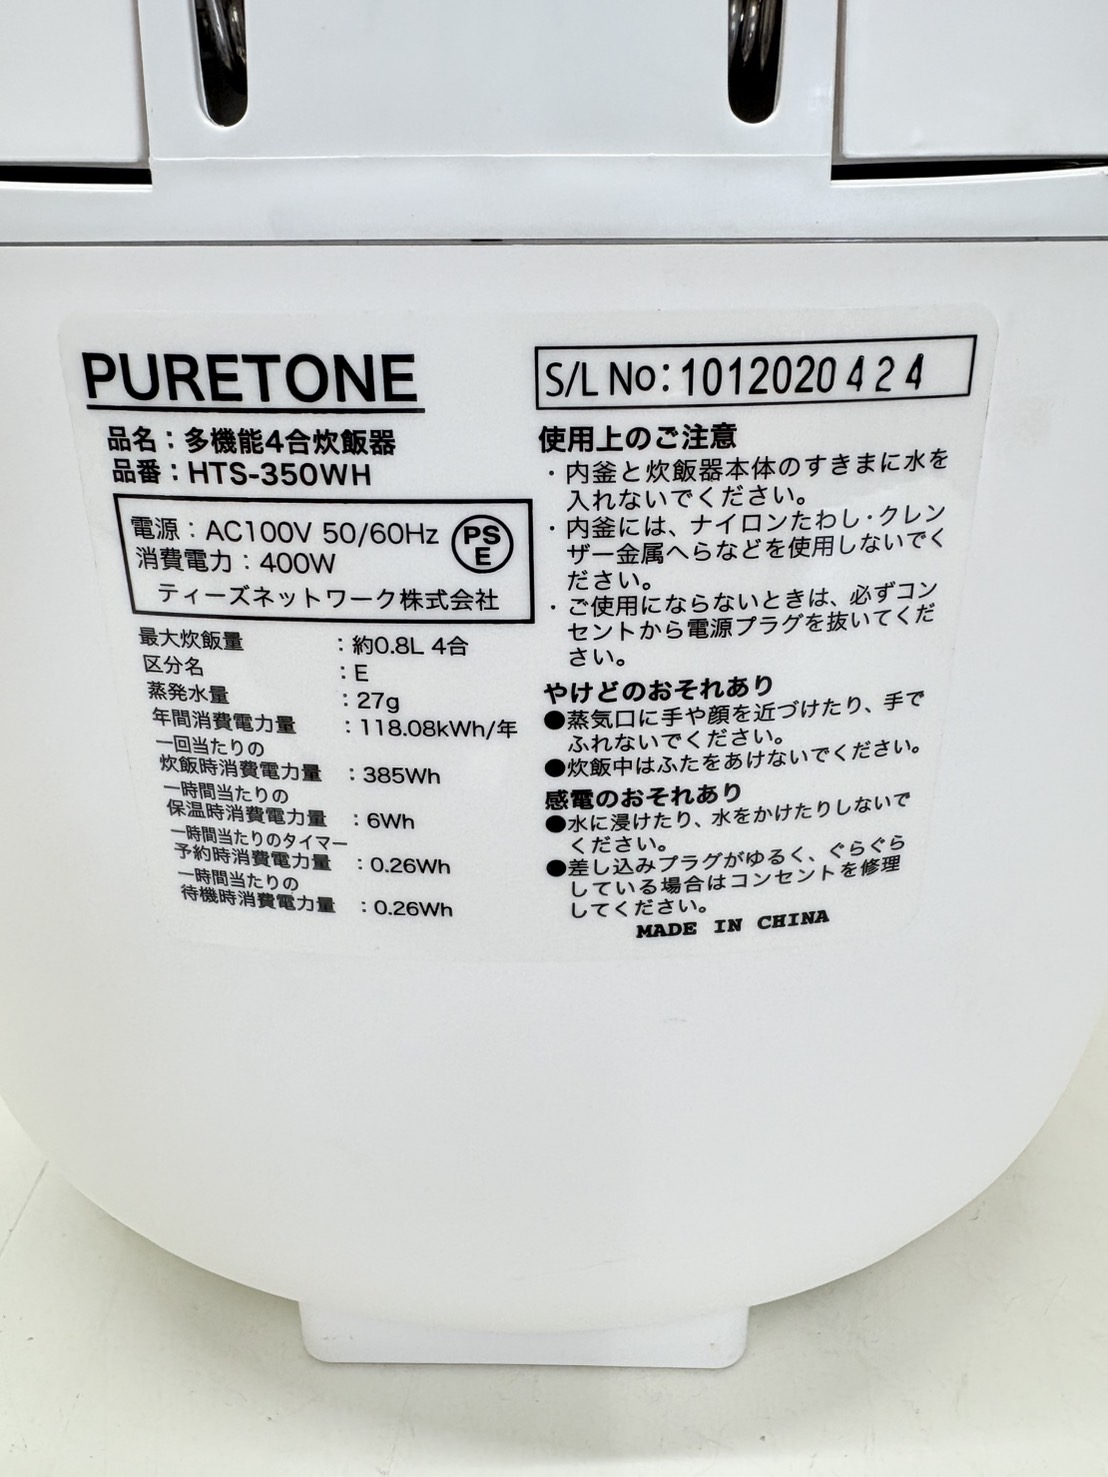 PURETONE
品名：多機能4合炊飯器
品番：HTS-350WH
電源：AC100V 50/60Hz
消費電力：400W
PS
E
ティーズネットワーク株式会社
最大炊飯量 ：約0.8L 4合
区分名 ：E
蒸発水量 ：27g
年間消費電力量 ：118.08kWh/年
一回当たりの
炊飯時消費電力量 ：385Wh
一時間当たりの
保温時消費電力量 ：6Wh
一時間当たりのタイマー
予約時消費電力量 ：0.26Wh
一時間当たりの
待機時消費電力量 ：0.26Wh
S/L No：1012020424
使用上のご注意
・内釜と炊飯器本体のすきまに水を
入れないでください。
・内釜には、ナイロンたわし・クレン
ザー金属へらなどを使用しないでく
ださい。
・ご使用にならないときは、必ずコン
セントから電源プラグを抜いてくだ
さい。
やけどのおそれあり
●蒸気口に手や顔を近づけたり、手で
ふれないでください。
●炊飯中はふたをあけないでください。
感電のおそれあり
●水に浸けたり、水をかけたりしないで
ください。
●差し込みプラグがゆるく、ぐらぐら
している場合はコンセントを修理
してください。
MADE IN CHINA